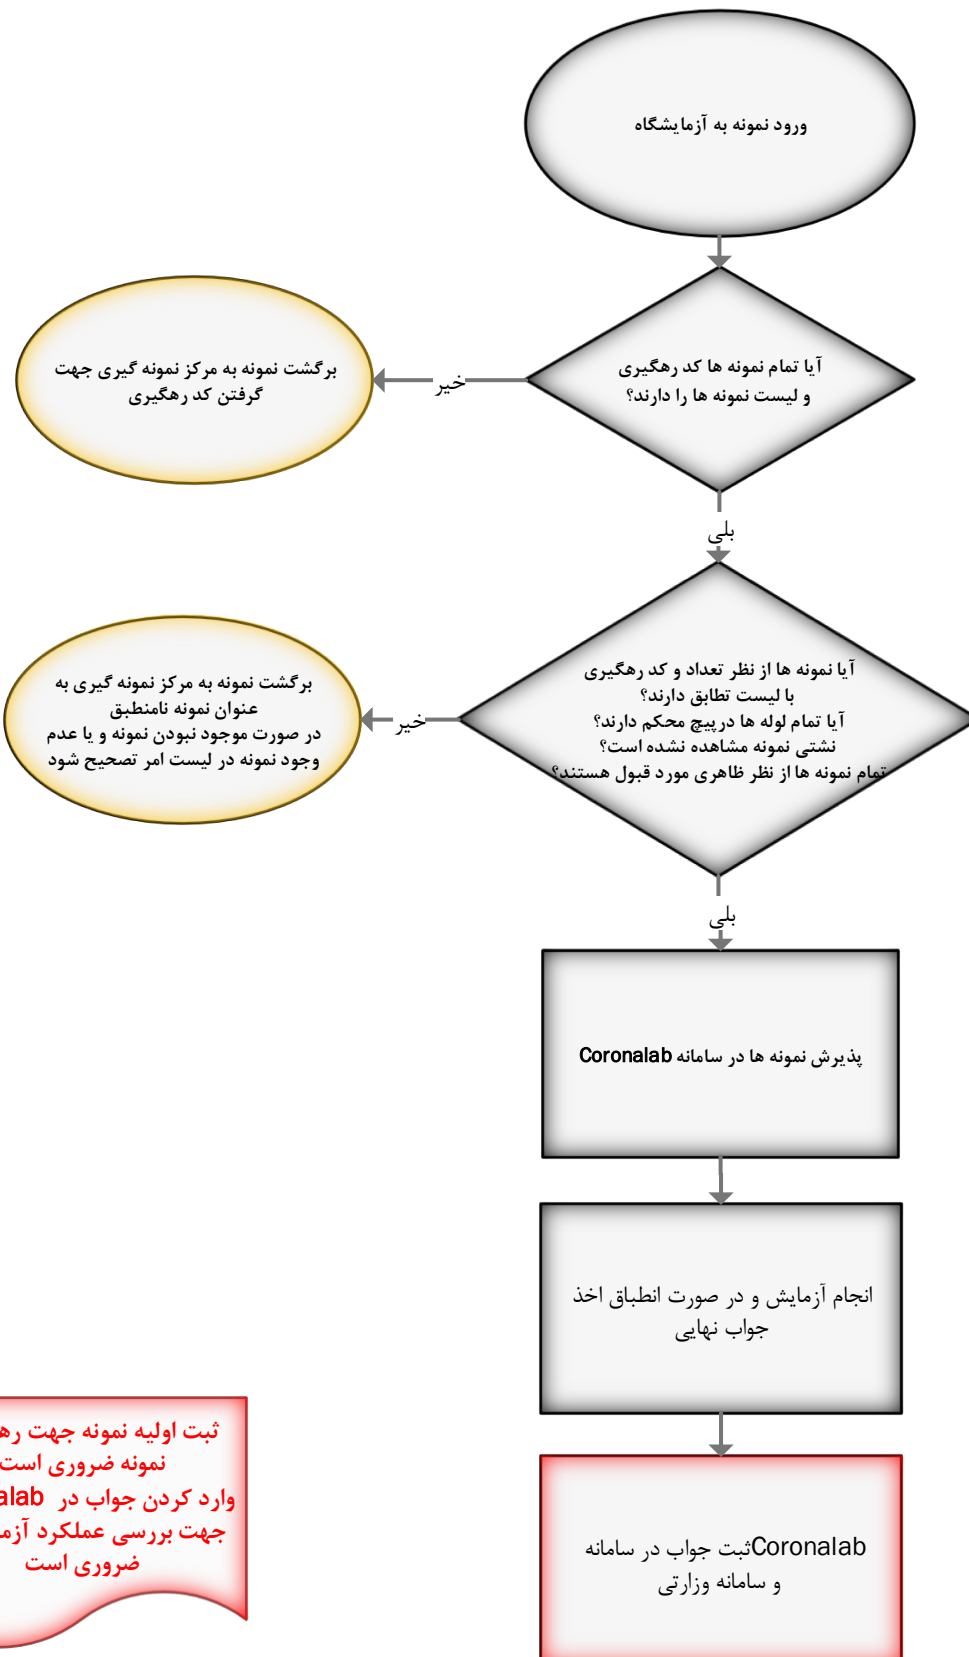 ورود نمونه به آزمایشگاه
آیا تمام نمونه ها کد رهگیری
و لیست نمونه ها را دارند؟
خیر
برگشت نمونه به مرکز نمونه گیری جهت
گرفتن کد رهگیری
بلی
آیا نمونه ها از نظر تعداد و کد رهگیری
با لیست تطابق دارند؟
آیا تمام لوله ها درپیچ محکم دارند؟
نشتی نمونه مشاهده نشده است؟
تمام نمونه ها از نظر ظاهری مورد قبول هستند؟
خیر
برگشت نمونه به مرکز نمونه گیری به
عنوان نمونه نامنطبق
در صورت موجود نبودن نمونه و یا عدم
وجود نمونه در لیست امر تصحیح شود
بلی
پذیرش نمونه ها در سامانه Coronalab
انجام آزمایش و در صورت انطباق اخذ
جواب نهایی
Coronalabثبت جواب در سامانه
و سامانه وزارتی
ثبت اولیه نمونه جهت
نمونه ضروری است
وارد کردن جواب در
جهت بررسی عملکرد
ضروری است